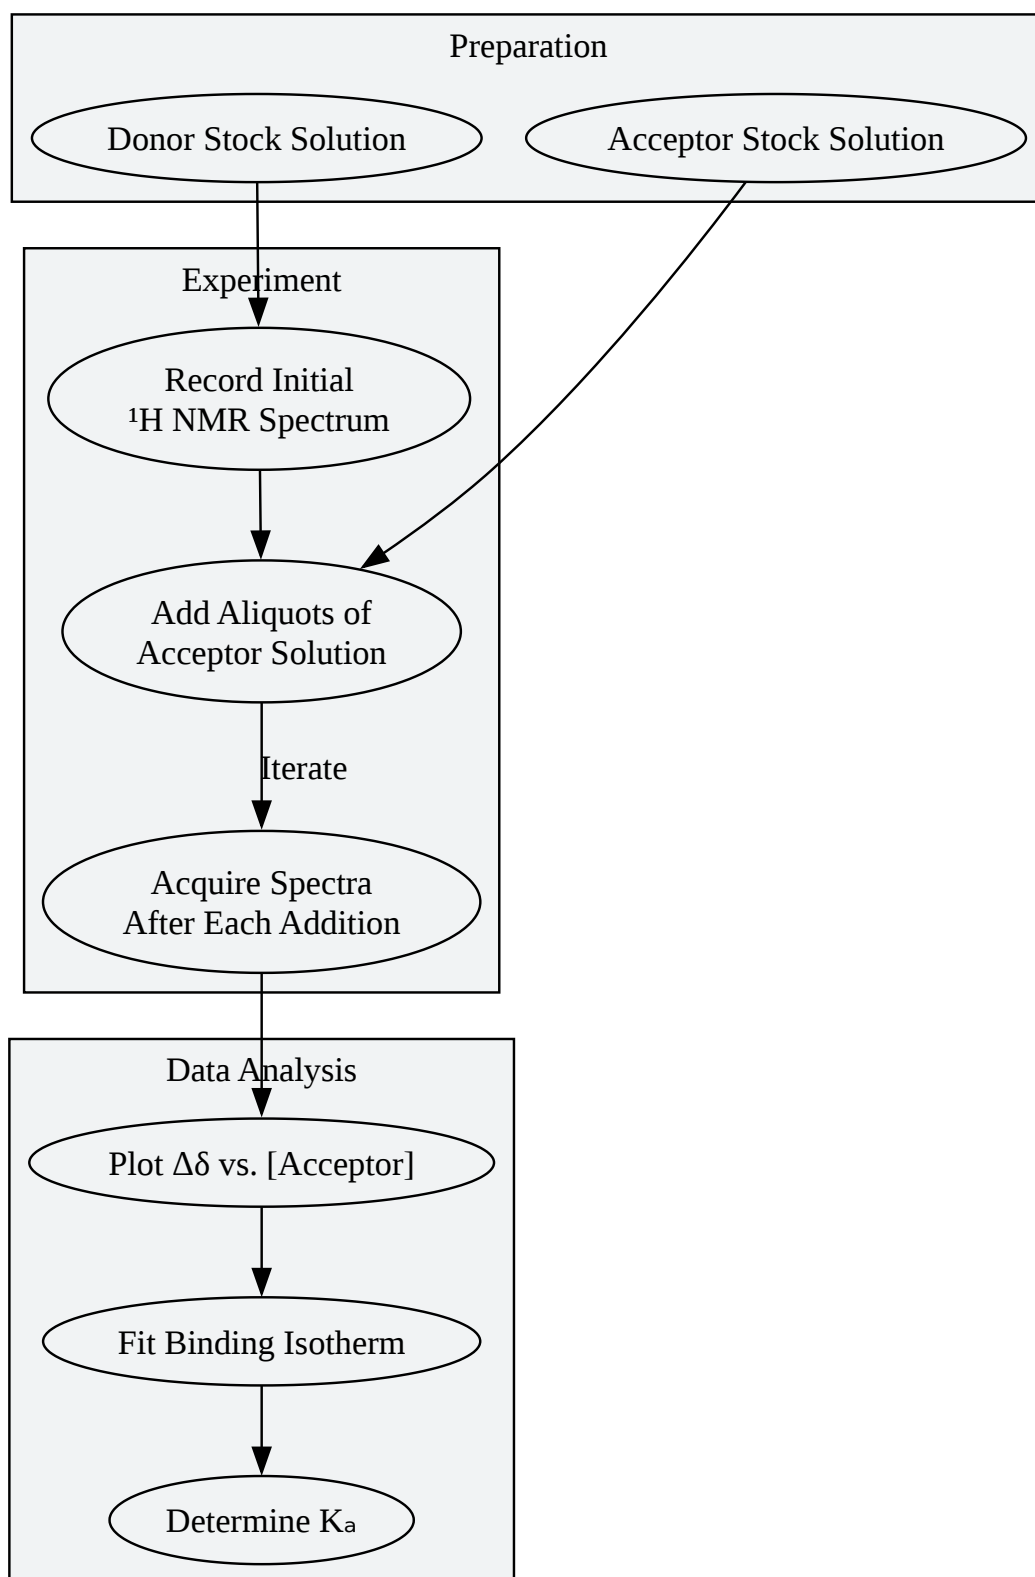 Preparation
Donor Stock Solution
Acceptor Stock Solution
Experiment
Record Initial
¹H NMR Spectrum
Add Aliquots of
Acceptor Solution
Iterate
Acquire Spectra
After Each Addition
Data Analysis
Plot Δδ vs. [Acceptor]
Fit Binding Isotherm
Determine Kₐ